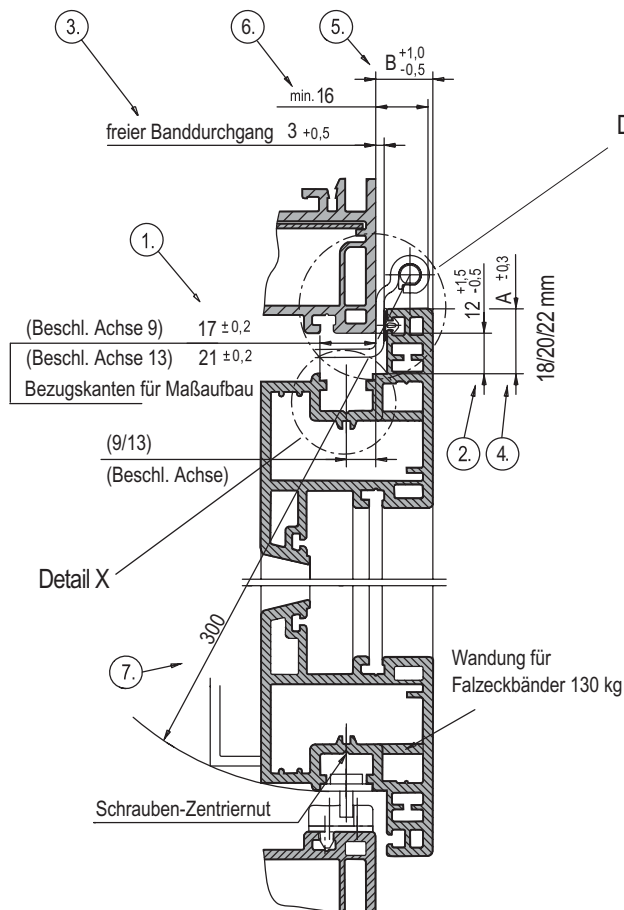 3.
6.
5.
B +1,0 -0,5
min. 16
freier Banddurchgang 3 +0,5
D
1.
(Beschl. Achse 9) 17 ±0,2
(Beschl. Achse 13) 21 ±0,2
Bezugskanten für Maßaufbau
12 +1,5 -0,5
A ±0,3
18/20/22 mm
(9/13)
(Beschl. Achse)
2.
4.
Detail X
300
7.
Wandung für
Falzeckbänder 130 kg
Schrauben-Zentriernut